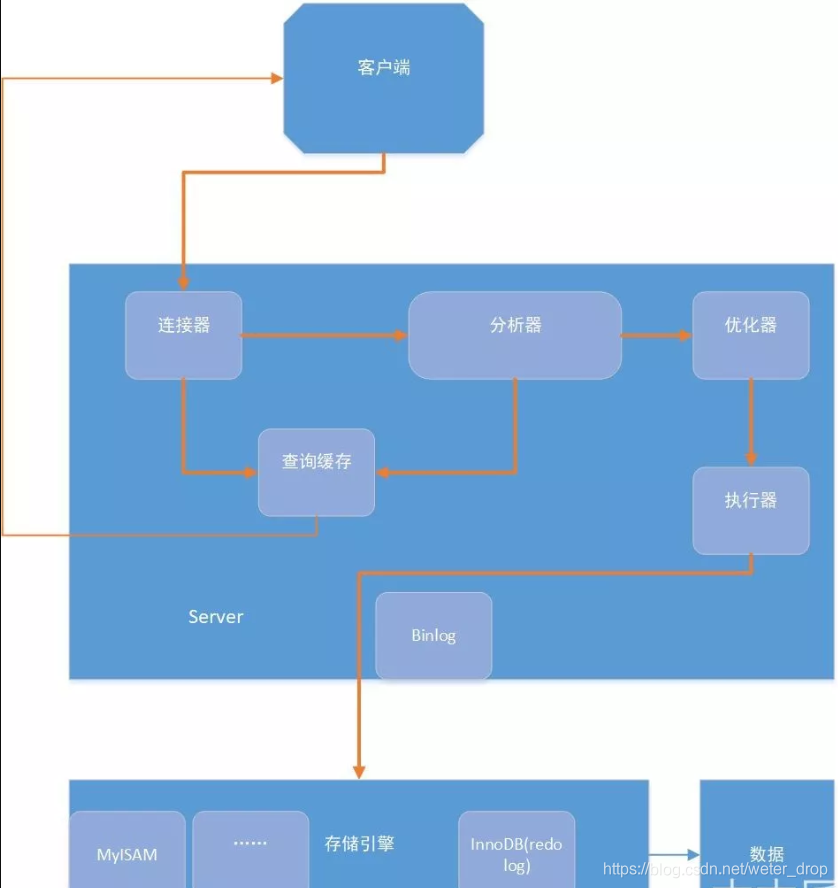 客户端
连接器
分析器
优化器
查询缓存
执行器
Server
Binlog
MyISAM
······
存储引擎
InnoDB(redo
log)
数据
https://blog.csdn.net/weter_drop